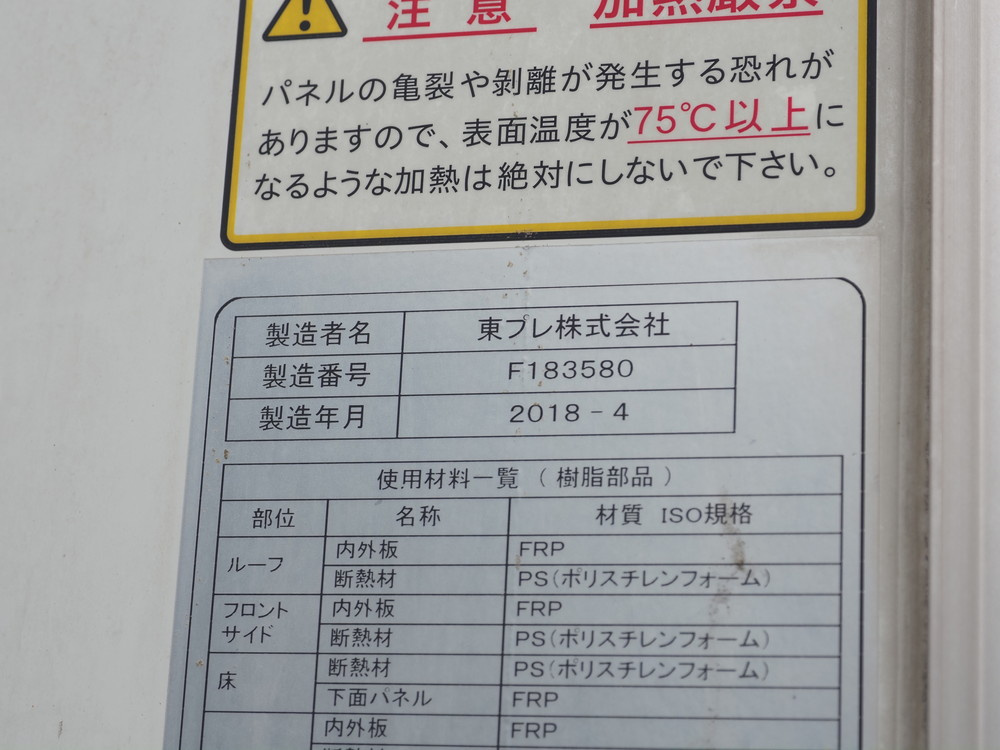 注意 加熱厳禁
パネルの亀裂や剥離が発生する恐れが
ありますので、表面温度が75℃以上に
なるような加熱は絶対にしないで下さい。
製造者名 東プレ株式会社
製造番号 F183580
製造年月 2018-4
使用材料一覧（樹脂部品）
部位 名称 材質 ISO規格
ルーフ 内外板 FRP
断熱材 PS(ポリスチレンフォーム)
フロント サイド 内外板 FRP
断熱材 PS(ポリスチレンフォーム)
床 断熱材 PS(ポリスチレンフォーム)
下面パネル FRP
内外板 FRP